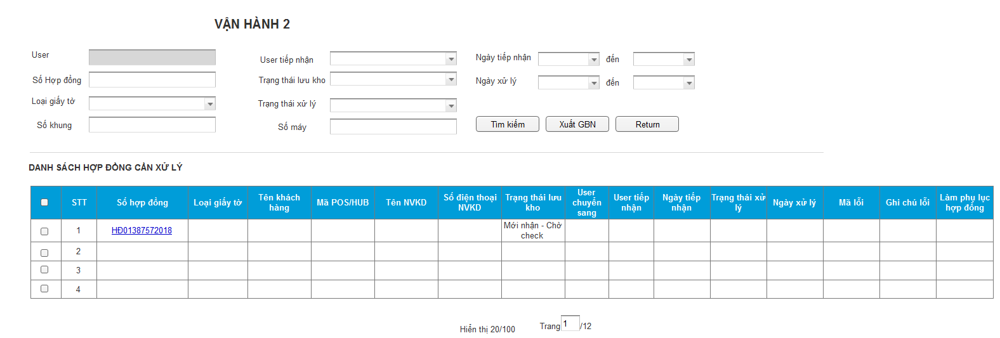 VẬN HÀNH 2
User
User tiếp nhận
Ngày tiếp nhận
đến
Số Hợp đồng
Trạng thái lưu kho
Ngày xử lý
đến
Loại giấy tờ
Trạng thái xử lý
Số khung
Số máy
Tìm kiếm
Xuất GBN
Return
DANH SÁCH HỢP ĐỒNG CẦN XỬ LÝ
STT
Số hợp đồng
Loại giấy tờ
Tên khách
hàng
Mã POS/HUB
Tên NVKD
Số điện thoại
NVKD
Trạng thái lưu
kho
User
chuyển
sang
User tiếp
nhận
Ngày tiếp
nhận
Trạng thái xử
lý
Ngày xử lý
Mã lỗi
Ghi chú lỗi
Làm phụ lục
hợp đồng
1
HĐ01387572018
Mới nhận - Chờ
check
2
3
4
Hiển thị 20/100
Trang 1 /12